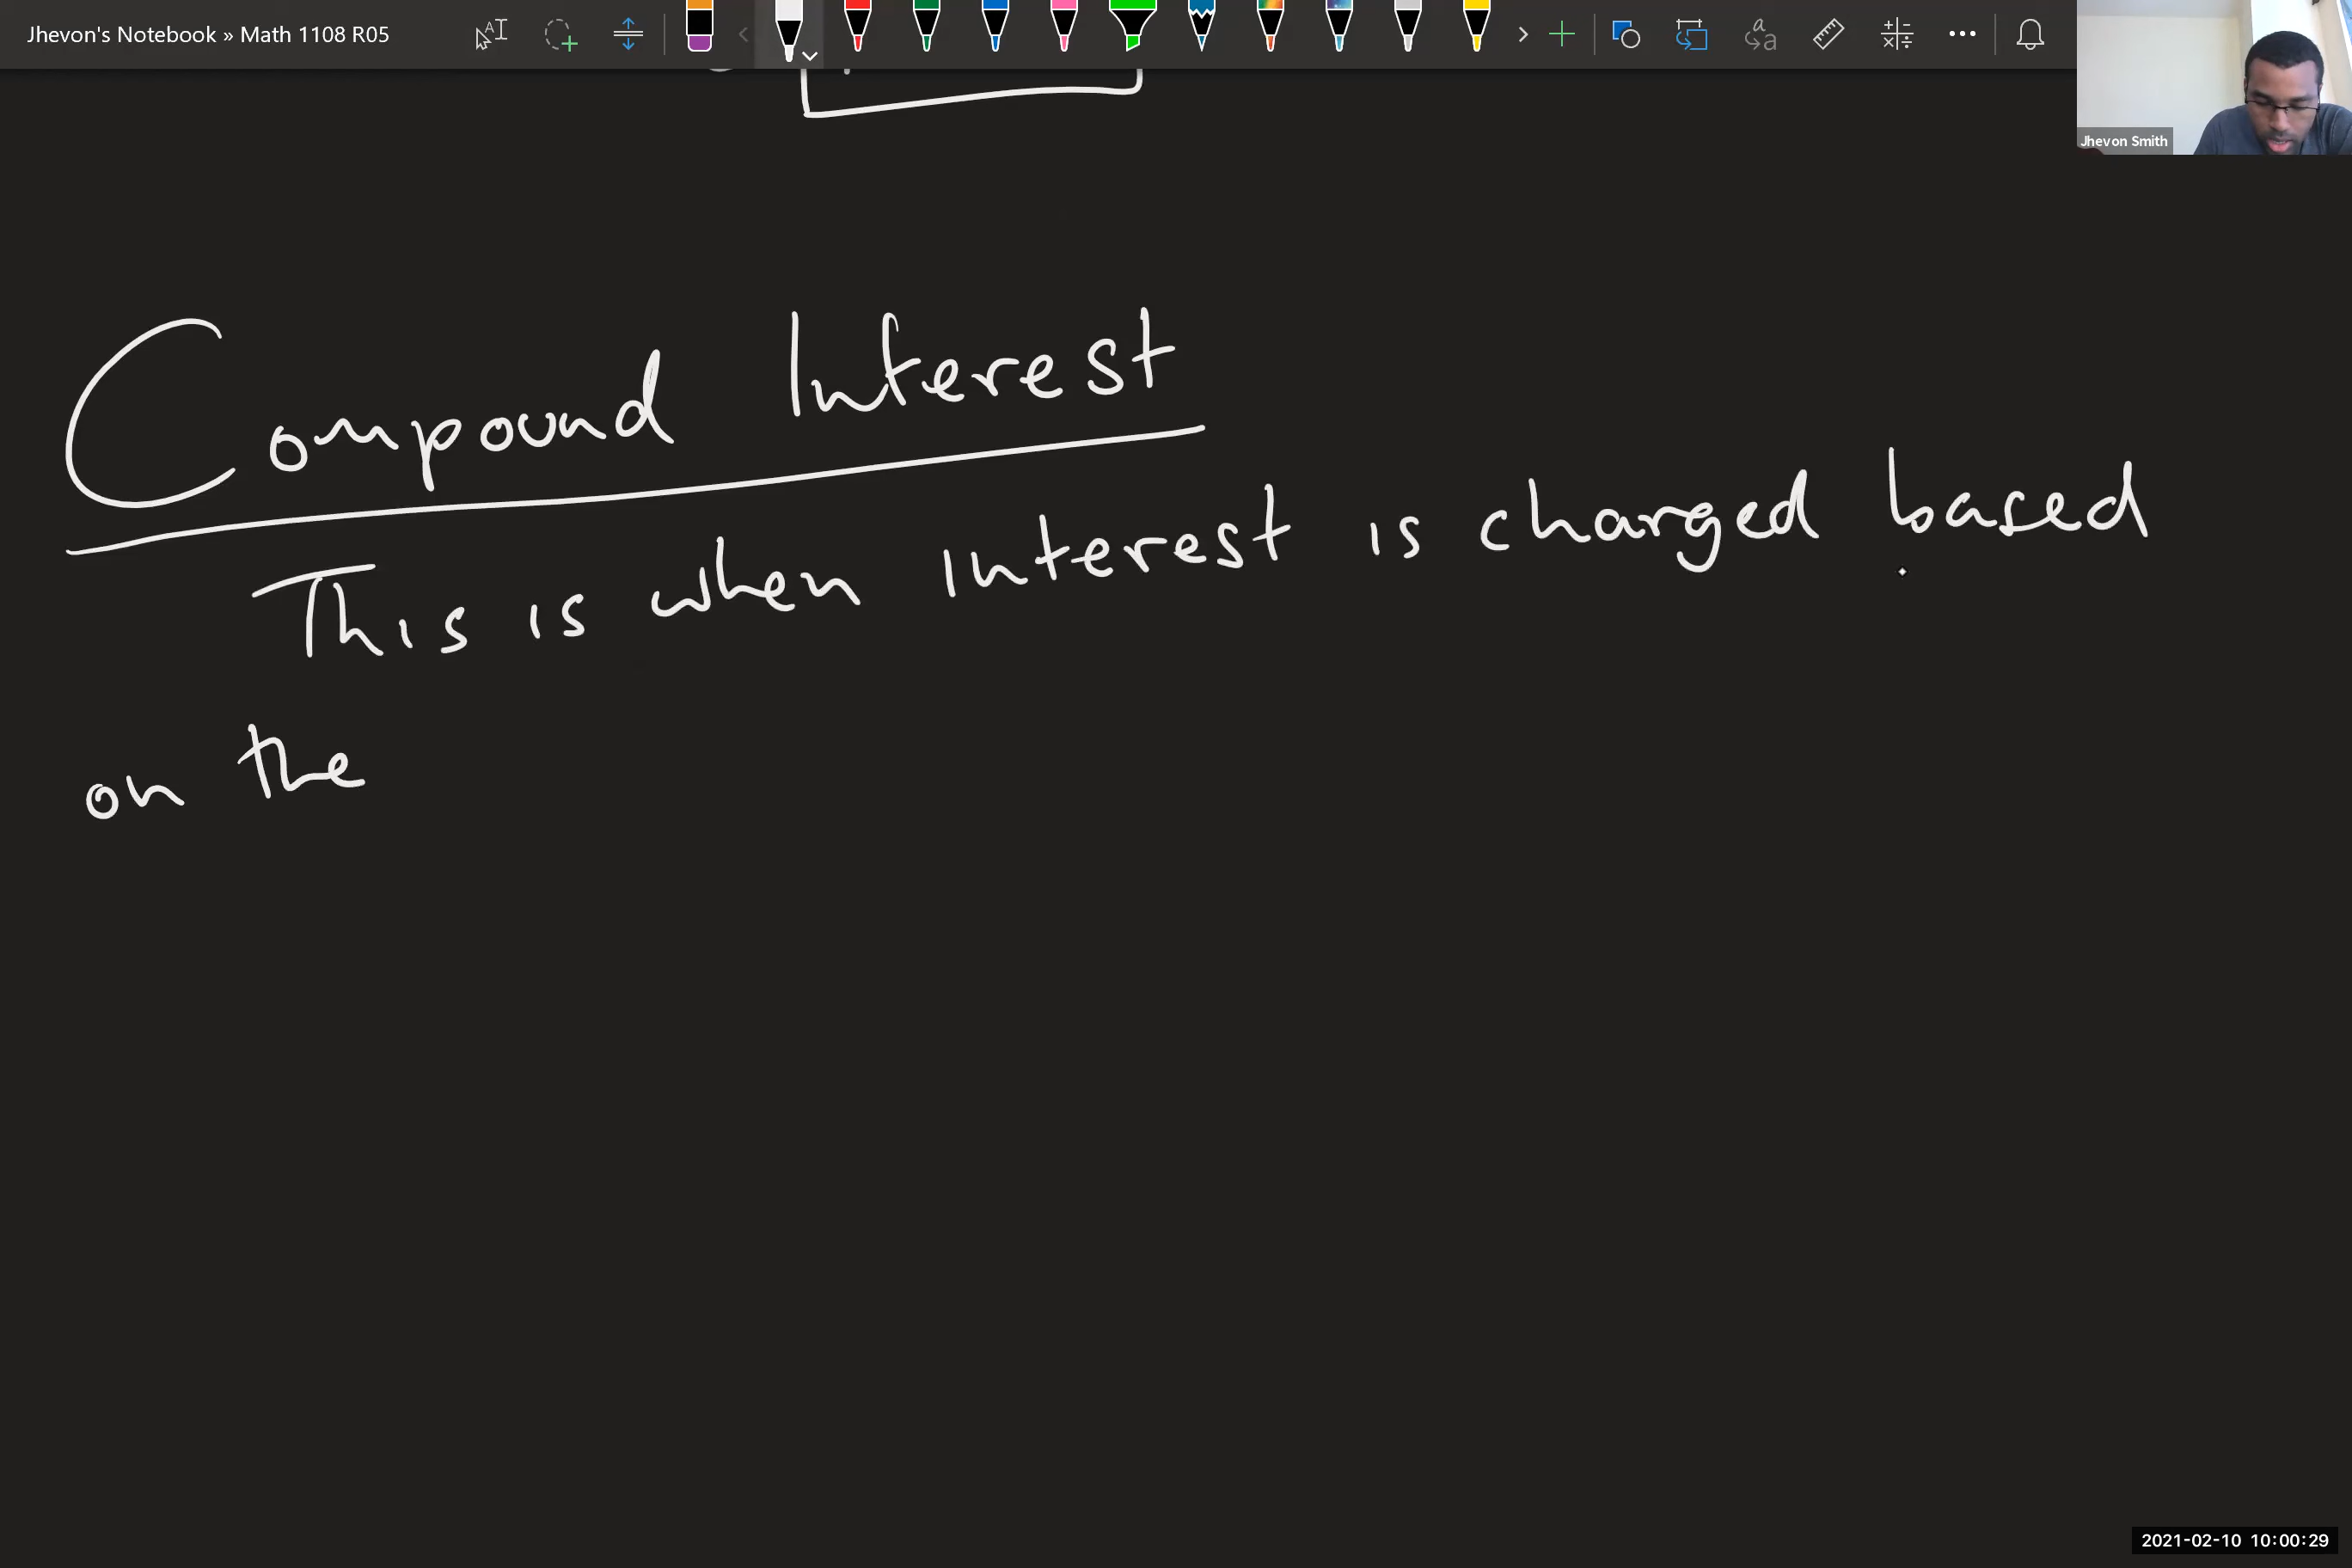 Jhevon's Notebook » Math 1108 R05
Jhevon Smith
Compound Interest
This is when interest is charged based
on the
2021-02-10 10:00:29